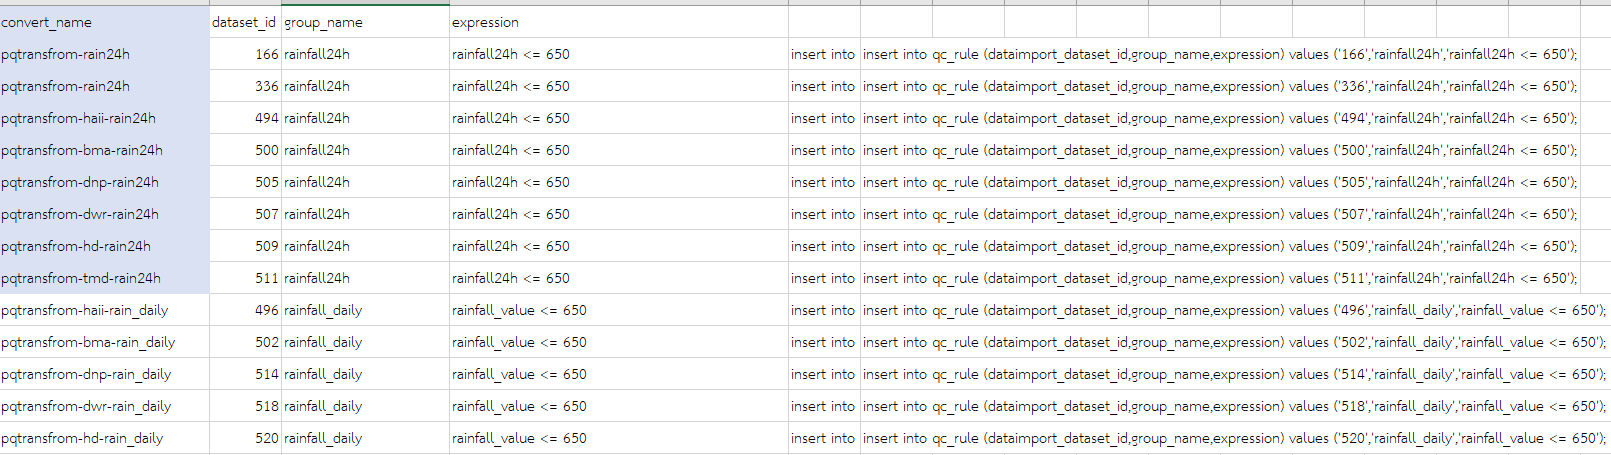 convert_name dataset_id group_name expression
pqtransfrom-rain24h 166 rainfall24h rainfall24h <= 650 insert into insert into qc_rule (dataimport_dataset_id,group_name,expression) values ('166','rainfall24h','rainfall24h <= 650');
pqtransfrom-rain24h 336 rainfall24h rainfall24h <= 650 insert into insert into qc_rule (dataimport_dataset_id,group_name,expression) values ('336','rainfall24h','rainfall24h <= 650');
pqtransfrom-haii-rain24h 494 rainfall24h rainfall24h <= 650 insert into insert into qc_rule (dataimport_dataset_id,group_name,expression) values ('494','rainfall24h','rainfall24h <= 650');
pqtransfrom-bma-rain24h 500 rainfall24h rainfall24h <= 650 insert into insert into qc_rule (dataimport_dataset_id,group_name,expression) values ('500','rainfall24h','rainfall24h <= 650');
pqtransfrom-dnp-rain24h 505 rainfall24h rainfall24h <= 650 insert into insert into qc_rule (dataimport_dataset_id,group_name,expression) values ('505','rainfall24h','rainfall24h <= 650');
pqtransfrom-dwr-rain24h 507 rainfall24h rainfall24h <= 650 insert into insert into qc_rule (dataimport_dataset_id,group_name,expression) values ('507','rainfall24h','rainfall24h <= 650');
pqtransfrom-hd-rain24h 509 rainfall24h rainfall24h <= 650 insert into insert into qc_rule (dataimport_dataset_id,group_name,expression) values ('509','rainfall24h','rainfall24h <= 650');
pqtransfrom-tmd-rain24h 511 rainfall24h rainfall24h <= 650 insert into insert into qc_rule (dataimport_dataset_id,group_name,expression) values ('511','rainfall24h','rainfall24h <= 650');
pqtransfrom-haii-rain_daily 496 rainfall_daily rainfall_value <= 650 insert into insert into qc_rule (dataimport_dataset_id,group_name,expression) values ('496','rainfall_daily','rainfall_value <= 650');
pqtransfrom-bma-rain_daily 502 rainfall_daily rainfall_value <= 650 insert into insert into qc_rule (dataimport_dataset_id,group_name,expression) values ('502','rainfall_daily','rainfall_value <= 650');
pqtransfrom-dnp-rain_daily 514 rainfall_daily rainfall_value <= 650 insert into insert into qc_rule (dataimport_dataset_id,group_name,expression) values ('514','rainfall_daily','rainfall_value <= 650');
pqtransfrom-dwr-rain_daily 518 rainfall_daily rainfall_value <= 650 insert into insert into qc_rule (dataimport_dataset_id,group_name,expression) values ('518','rainfall_daily','rainfall_value <= 650');
pqtransfrom-hd-rain_daily 520 rainfall_daily rainfall_value <= 650 insert into insert into qc_rule (dataimport_dataset_id,group_name,expression) values ('520','rainfall_daily','rainfall_value <= 650');